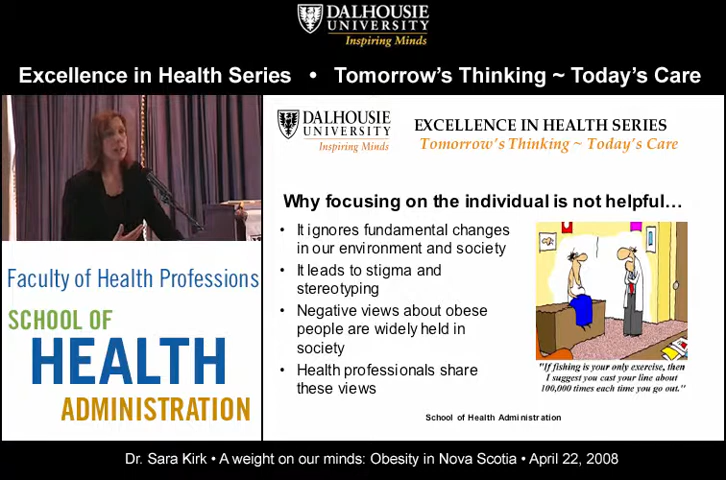 DALHOUSIE
UNIVERSITY
Inspiring Minds
Excellence in Health Series • Tomorrow's Thinking ~ Today's Care
DALHOUSIE
UNIVERSITY
Inspiring Minds
EXCELLENCE IN HEALTH SERIES
Tomorrow's Thinking ~ Today's Care
Why focusing on the individual is not helpful…
• It ignores fundamental changes
in our environment and society
• It leads to stigma and
stereotyping
• Negative views about obese
people are widely held in
society
• Health professionals share
these views
"If fishing is your only exercise, then
I suggest you cast your line about
100,000 times each time you go out."
School of Health Administration
Faculty of Health Professions
SCHOOL OF
HEALTH
ADMINISTRATION
Dr. Sara Kirk • A weight on our minds: Obesity in Nova Scotia • April 22, 2008